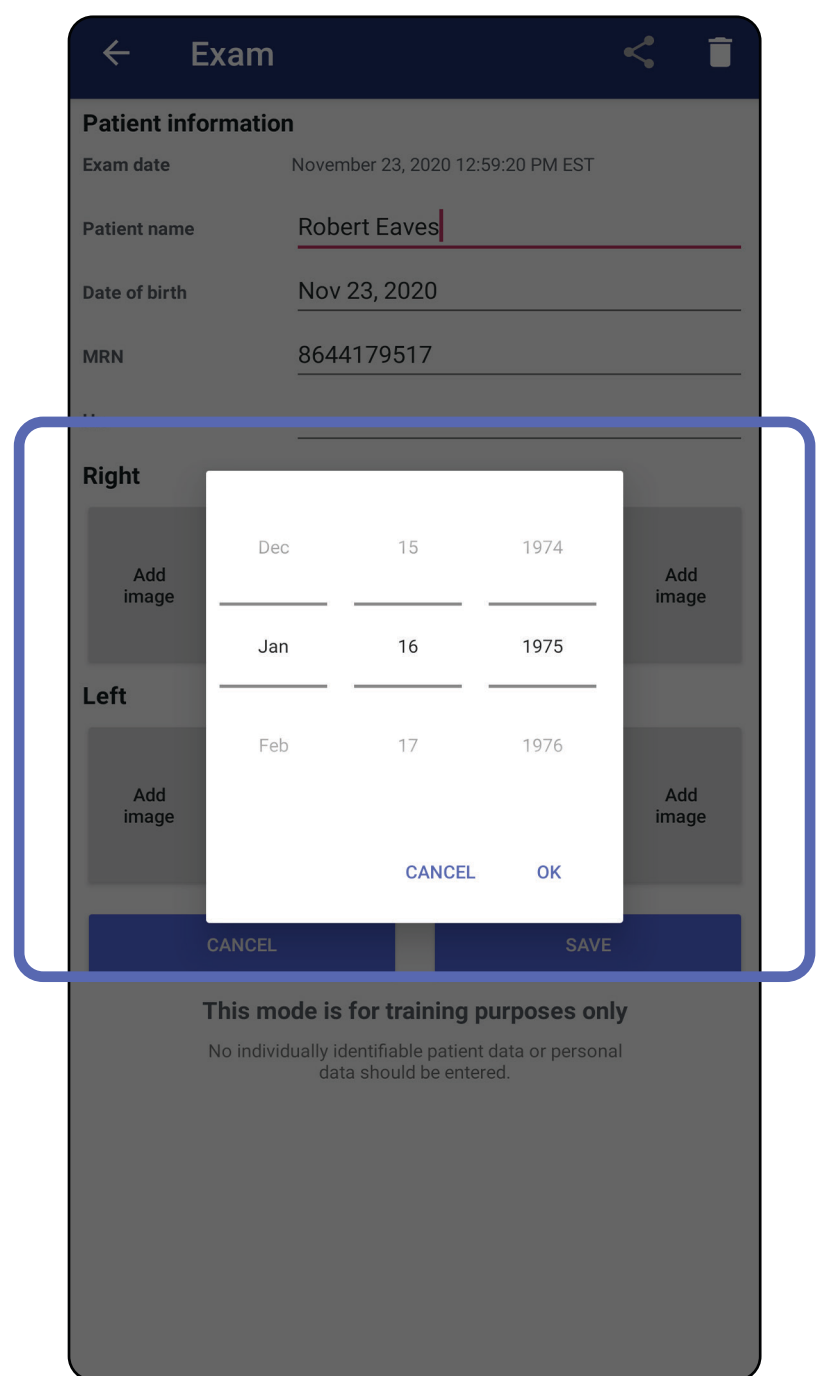 Exam
Patient information
Exam date November 23, 2020 12:59:20 PM EST
Patient name Robert Eaves
Date of birth Nov 23, 2020
MRN 8644179517
Right
Dec 15 1974
Add image Add image
Jan 16 1975
Left
Feb 17 1976
Add image Add image
CANCEL OK
CANCEL SAVE
This mode is for training purposes only
No individually identifiable patient data or personal
data should be entered.